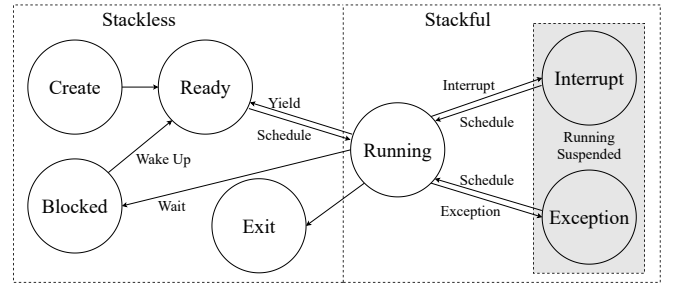 Stackless
Stackful
Create
Ready
Yield
Schedule
Wake Up
Blocked
Wait
Exit
Running
Interrupt
Schedule
Interrupt
Running
Suspended
Schedule
Exception
Exception